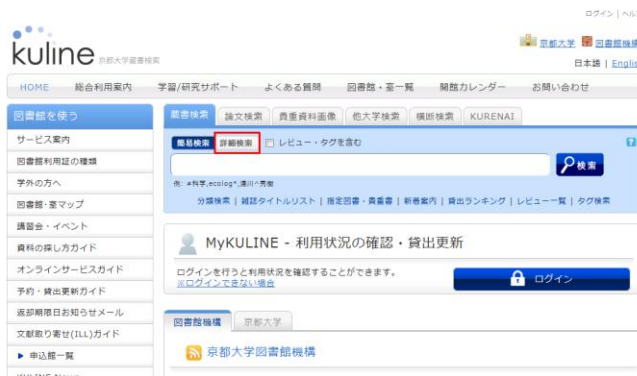 ログイン | ヘル
kuline 京都大学蔵書検索
京都大学 図書館機構
日本語 | English
HOME 総合利用案内 学習/研究サポート よくある質問 図書館・室一覧 開館カレンダー お問い合わせ
図書館を使う
蔵書検索 論文検索 貴重資料画像 他大学検索 横断検索 KURENAI
サービス案内
簡易検索 詳細検索 レビュー・タグを含む
図書館利用証の種類
検索
学外の方へ
例: #科学,ecolog*,湯川^秀樹
図書館・室マップ
分類検索 | 雑誌タイトルリスト | 指定図書・貴重書 | 新着案内 | 貸出ランキング | レビュー一覧 | タグ検索
講習会・イベント
資料の探し方ガイド
MyKULINE - 利用状況の確認・貸出更新
オンラインサービスガイド
ログインを行うと利用状況を確認することができます。
※ログインできない場合
ログイン
予約・貸出更新ガイド
返却期限日お知らせメール
図書館機構 京都大学
文献取り寄せ(ILL)ガイド
申込館一覧
京都大学図書館機構